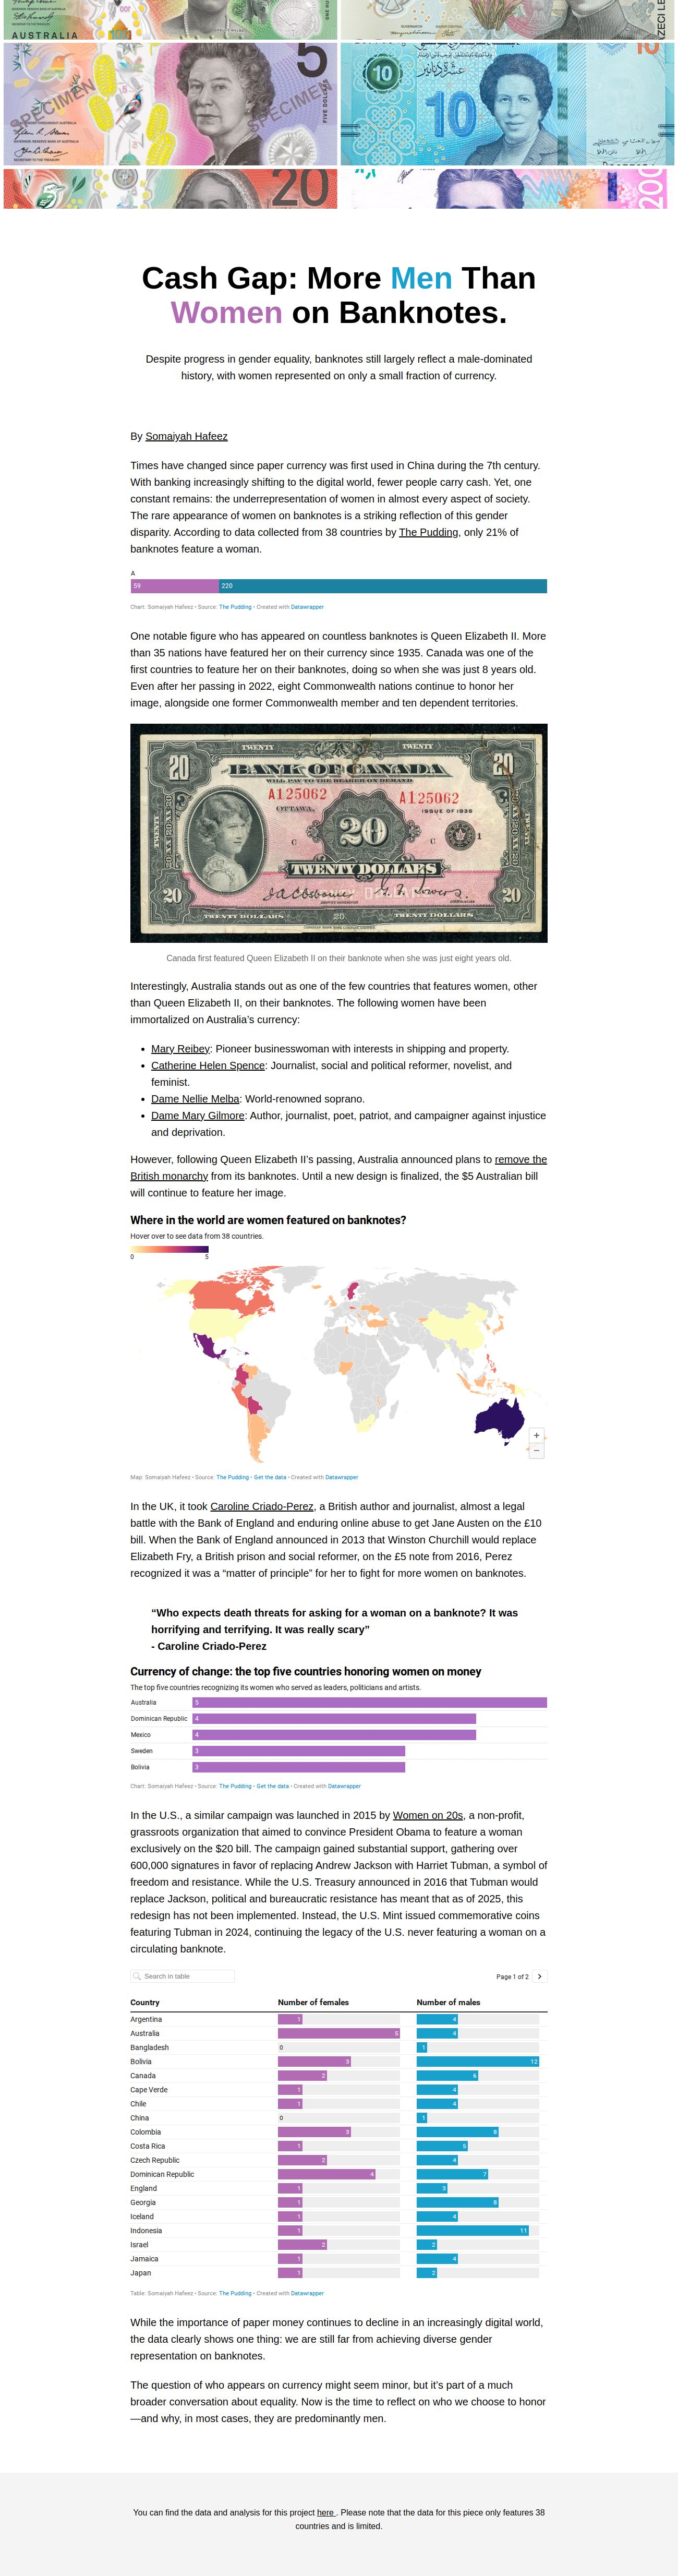 AUSTRALIA
100
5
SPECIMEN
SPECIMEN
FIVE DOLLARS
10
10
20
200
Cash Gap: More Men Than
Women on Banknotes.
Despite progress in gender equality, banknotes still largely reflect a male-dominated
history, with women represented on only a small fraction of currency.
By Somaiyah Hafeez
Times have changed since paper currency was first used in China during the 7th century.
With banking increasingly shifting to the digital world, fewer people carry cash. Yet, one
constant remains: the underrepresentation of women in almost every aspect of society.
The rare appearance of women on banknotes is a striking reflection of this gender
disparity. According to data collected from 38 countries by The Pudding, only 21% of
banknotes feature a woman.
A
59 220
Chart: Somaiyah Hafeez • Source: The Pudding • Created with Datawrapper
One notable figure who has appeared on countless banknotes is Queen Elizabeth II. More
than 35 nations have featured her on their currency since 1935. Canada was one of the
first countries to feature her on their banknotes, doing so when she was just 8 years old.
Even after her passing in 2022, eight Commonwealth nations continue to honor her
image, alongside one former Commonwealth member and ten dependent territories.
TWENTY TWENTY
20 BANK OF CANADA 20
WILL PAY TO THE BEARER ON DEMAND
A125062 A125062
OTTAWA, ISSUE OF 1935
C 20 C 1
TWENTY DOLLARS
20 20
TWENTY DOLLARS 20 TWENTY DOLLARS
Canada first featured Queen Elizabeth II on their banknote when she was just eight years old.
Interestingly, Australia stands out as one of the few countries that features women, other
than Queen Elizabeth II, on their banknotes. The following women have been
immortalized on Australia’s currency:
• Mary Reibey: Pioneer businesswoman with interests in shipping and property.
• Catherine Helen Spence: Journalist, social and political reformer, novelist, and
feminist.
• Dame Nellie Melba: World-renowned soprano.
• Dame Mary Gilmore: Author, journalist, poet, patriot, and campaigner against injustice
and deprivation.
However, following Queen Elizabeth II’s passing, Australia announced plans to remove the
British monarchy from its banknotes. Until a new design is finalized, the $5 Australian bill
will continue to feature her image.
Where in the world are women featured on banknotes?
Hover over to see data from 38 countries.
0 5
+
−
Map: Somaiyah Hafeez • Source: The Pudding • Get the data • Created with Datawrapper
In the UK, it took Caroline Criado-Perez, a British author and journalist, almost a legal
battle with the Bank of England and enduring online abuse to get Jane Austen on the £10
bill. When the Bank of England announced in 2013 that Winston Churchill would replace
Elizabeth Fry, a British prison and social reformer, on the £5 note from 2016, Perez
recognized it was a “matter of principle” for her to fight for more women on banknotes.
“Who expects death threats for asking for a woman on a banknote? It was
horrifying and terrifying. It was really scary”
- Caroline Criado-Perez
Currency of change: the top five countries honoring women on money
The top five countries recognizing its women who served as leaders, politicians and artists.
Australia 5
Dominican Republic 4
Mexico 4
Sweden 3
Bolivia 3
Chart: Somaiyah Hafeez • Source: The Pudding • Get the data • Created with Datawrapper
In the U.S., a similar campaign was launched in 2015 by Women on 20s, a non-profit,
grassroots organization that aimed to convince President Obama to feature a woman
exclusively on the $20 bill. The campaign gained substantial support, gathering over
600,000 signatures in favor of replacing Andrew Jackson with Harriet Tubman, a symbol of
freedom and resistance. While the U.S. Treasury announced in 2016 that Tubman would
replace Jackson, political and bureaucratic resistance has meant that as of 2025, this
redesign has not been implemented. Instead, the U.S. Mint issued commemorative coins
featuring Tubman in 2024, continuing the legacy of the U.S. never featuring a woman on a
circulating banknote.
Search in table Page 1 of 2
Country Number of females Number of males
Argentina 1 4
Australia 5 4
Bangladesh 0 1
Bolivia 3 12
Canada 2 6
Cape Verde 1 4
Chile 1 4
China 0 1
Colombia 3 8
Costa Rica 1 5
Czech Republic 2 4
Dominican Republic 4 7
England 1 3
Georgia 1 8
Iceland 1 4
Indonesia 1 11
Israel 2 2
Jamaica 1 4
Japan 1 2
Table: Somaiyah Hafeez • Source: The Pudding • Created with Datawrapper
While the importance of paper money continues to decline in an increasingly digital world,
the data clearly shows one thing: we are still far from achieving diverse gender
representation on banknotes.
The question of who appears on currency might seem minor, but it’s part of a much
broader conversation about equality. Now is the time to reflect on who we choose to honor
—and why, in most cases, they are predominantly men.
You can find the data and analysis for this project here . Please note that the data for this piece only features 38
countries and is limited.